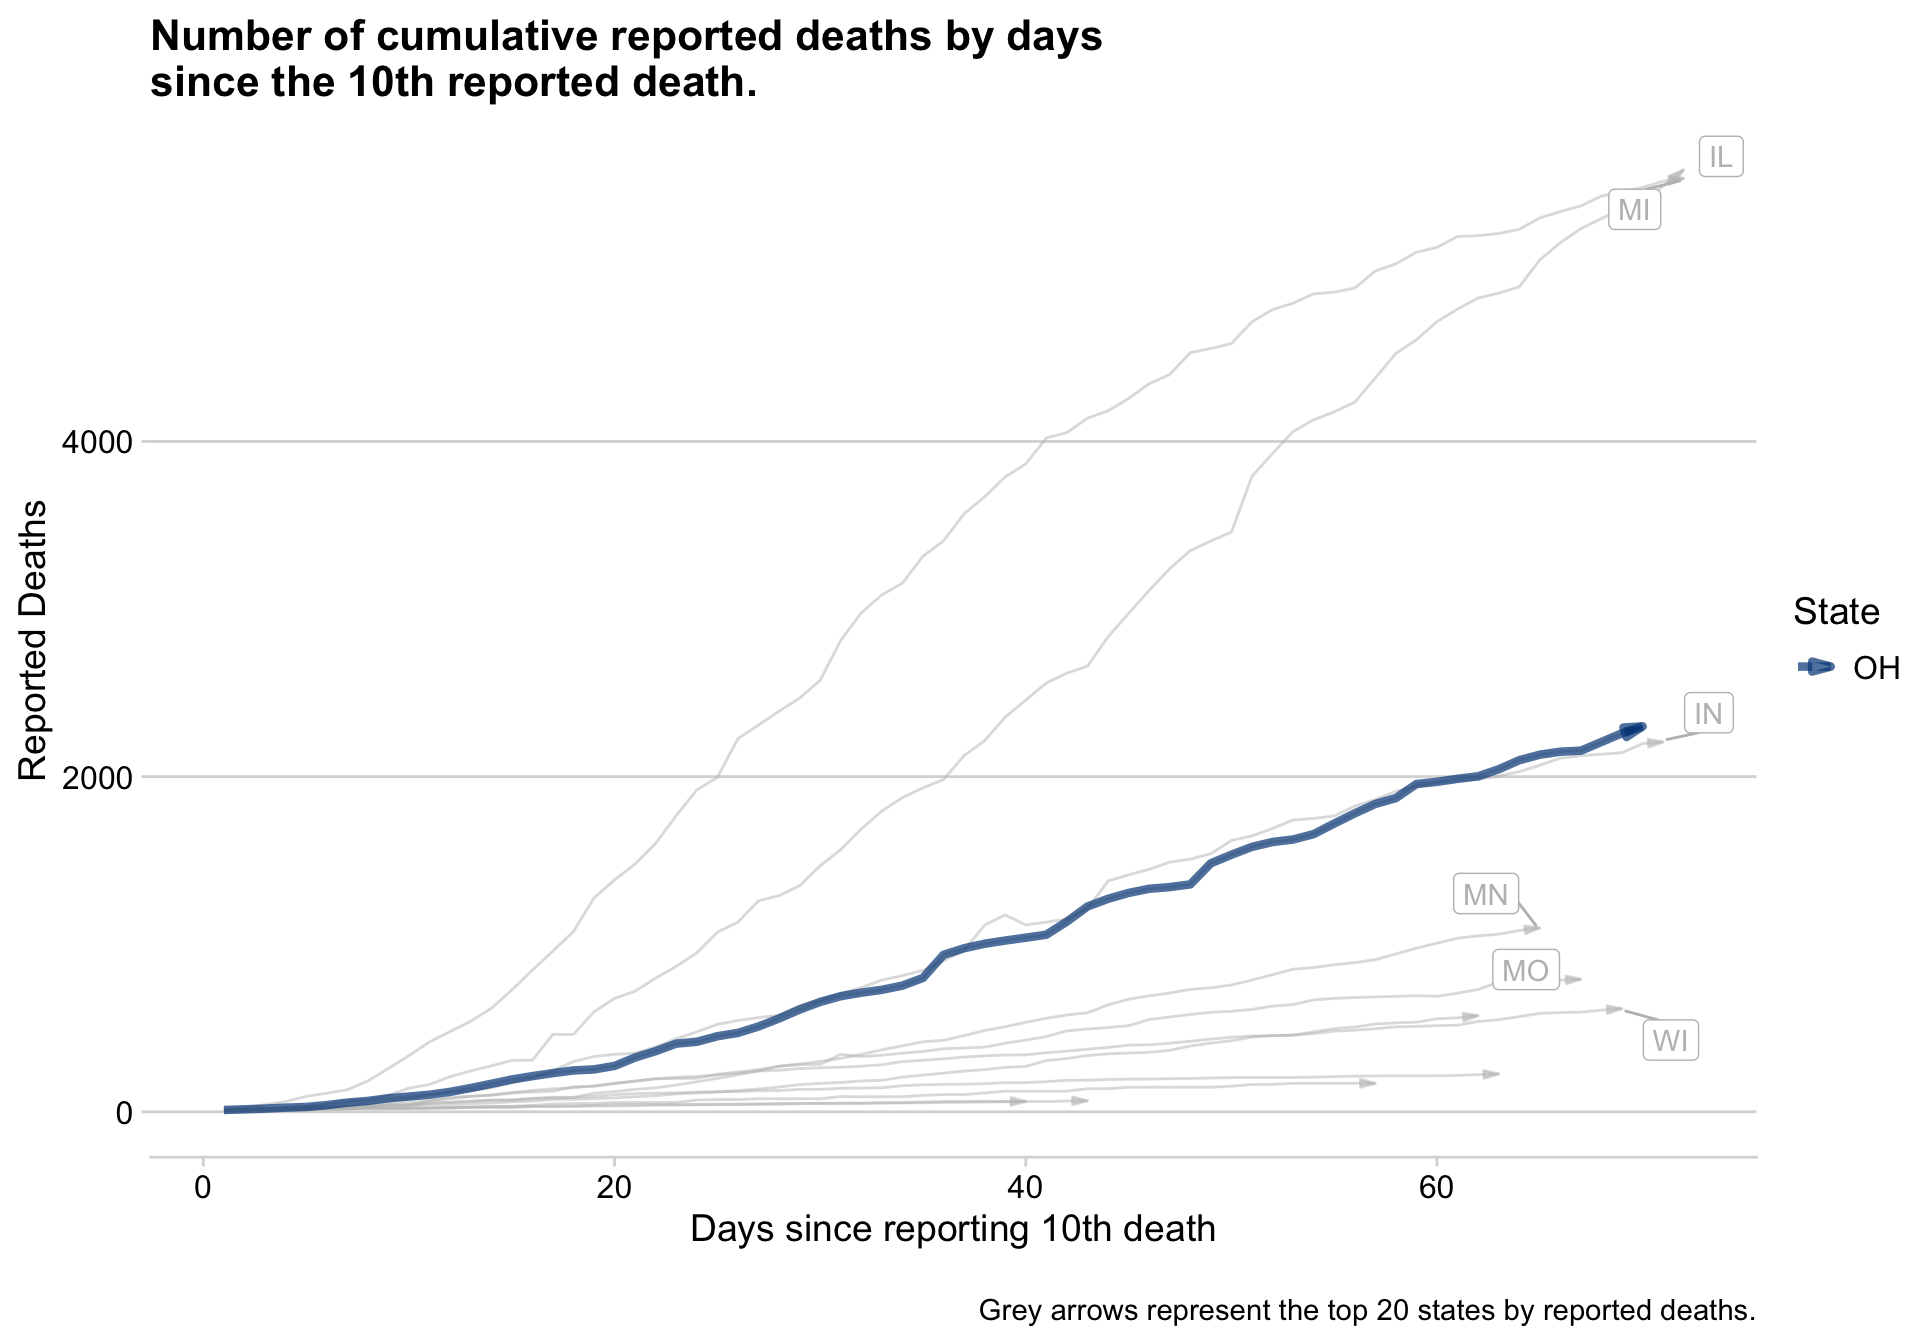 Number of cumulative reported deaths by days
since the 10th reported death.
IL
MI
4000
Reported Deaths
State
OH
IN
2000
MN
MO
WI
0
0 20 40 60
Days since reporting 10th death
Grey arrows represent the top 20 states by reported deaths.